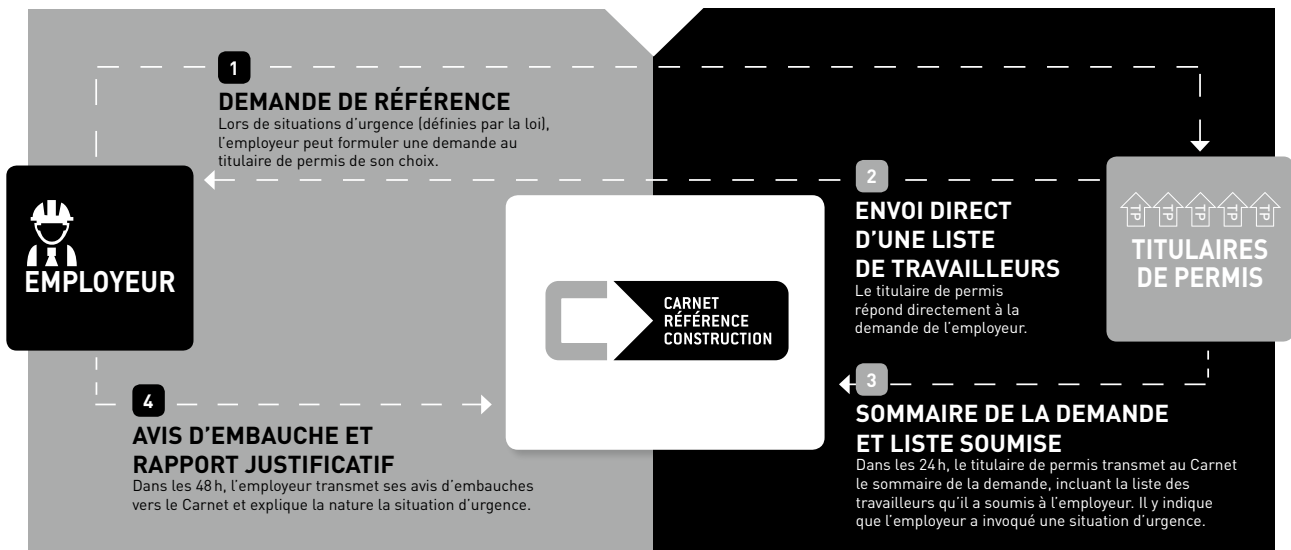 1
DEMANDE DE RÉFÉRENCE
Lors de situations d'urgence (définies par la loi),
l'employeur peut formuler une demande au
titulaire de permis de son choix.
EMPLOYEUR
2
ENVOI DIRECT
D'UNE LISTE
DE TRAVAILLEURS
Le titulaire de permis
répond directement à la
demande de l'employeur.
TP TP TP TP TP
TITULAIRES
DE PERMIS
CARNET
RÉFÉRENCE
CONSTRUCTION
3
SOMMAIRE DE LA DEMANDE
ET LISTE SOUMISE
Dans les 24 h, le titulaire de permis transmet au Carnet
le sommaire de la demande, incluant la liste des
travailleurs qu'il a soumis à l'employeur. Il y indique
que l'employeur a invoqué une situation d'urgence.
4
AVIS D'EMBAUCHE ET
RAPPORT JUSTIFICATIF
Dans les 48 h, l'employeur transmet ses avis d'embauches
vers le Carnet et explique la nature la situation d'urgence.